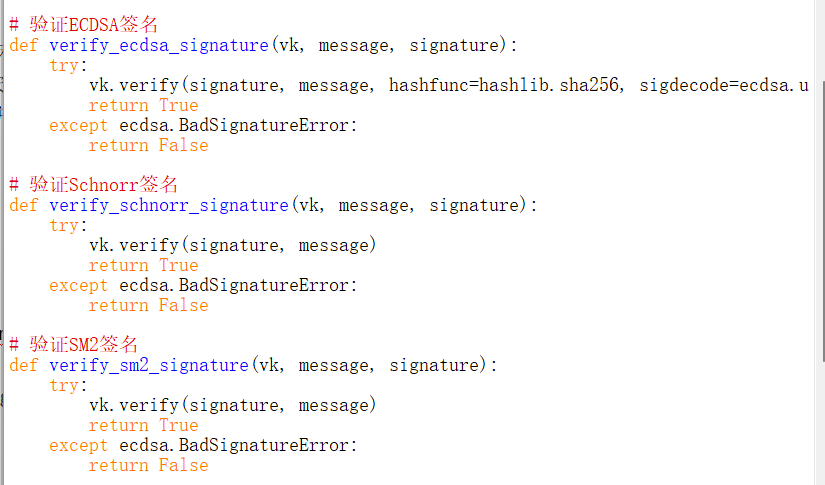 # 验证ECDSA签名
def verify_ecdsa_signature(vk, message, signature):
    try:
        vk.verify(signature, message, hashfunc=hashlib.sha256, sigdecode=ecdsa.u
        return True
    except ecdsa.BadSignatureError:
        return False
# 验证Schnorr签名
def verify_schnorr_signature(vk, message, signature):
    try:
        vk.verify(signature, message)
        return True
    except ecdsa.BadSignatureError:
        return False
# 验证SM2签名
def verify_sm2_signature(vk, message, signature):
    try:
        vk.verify(signature, message)
        return True
    except ecdsa.BadSignatureError:
        return False